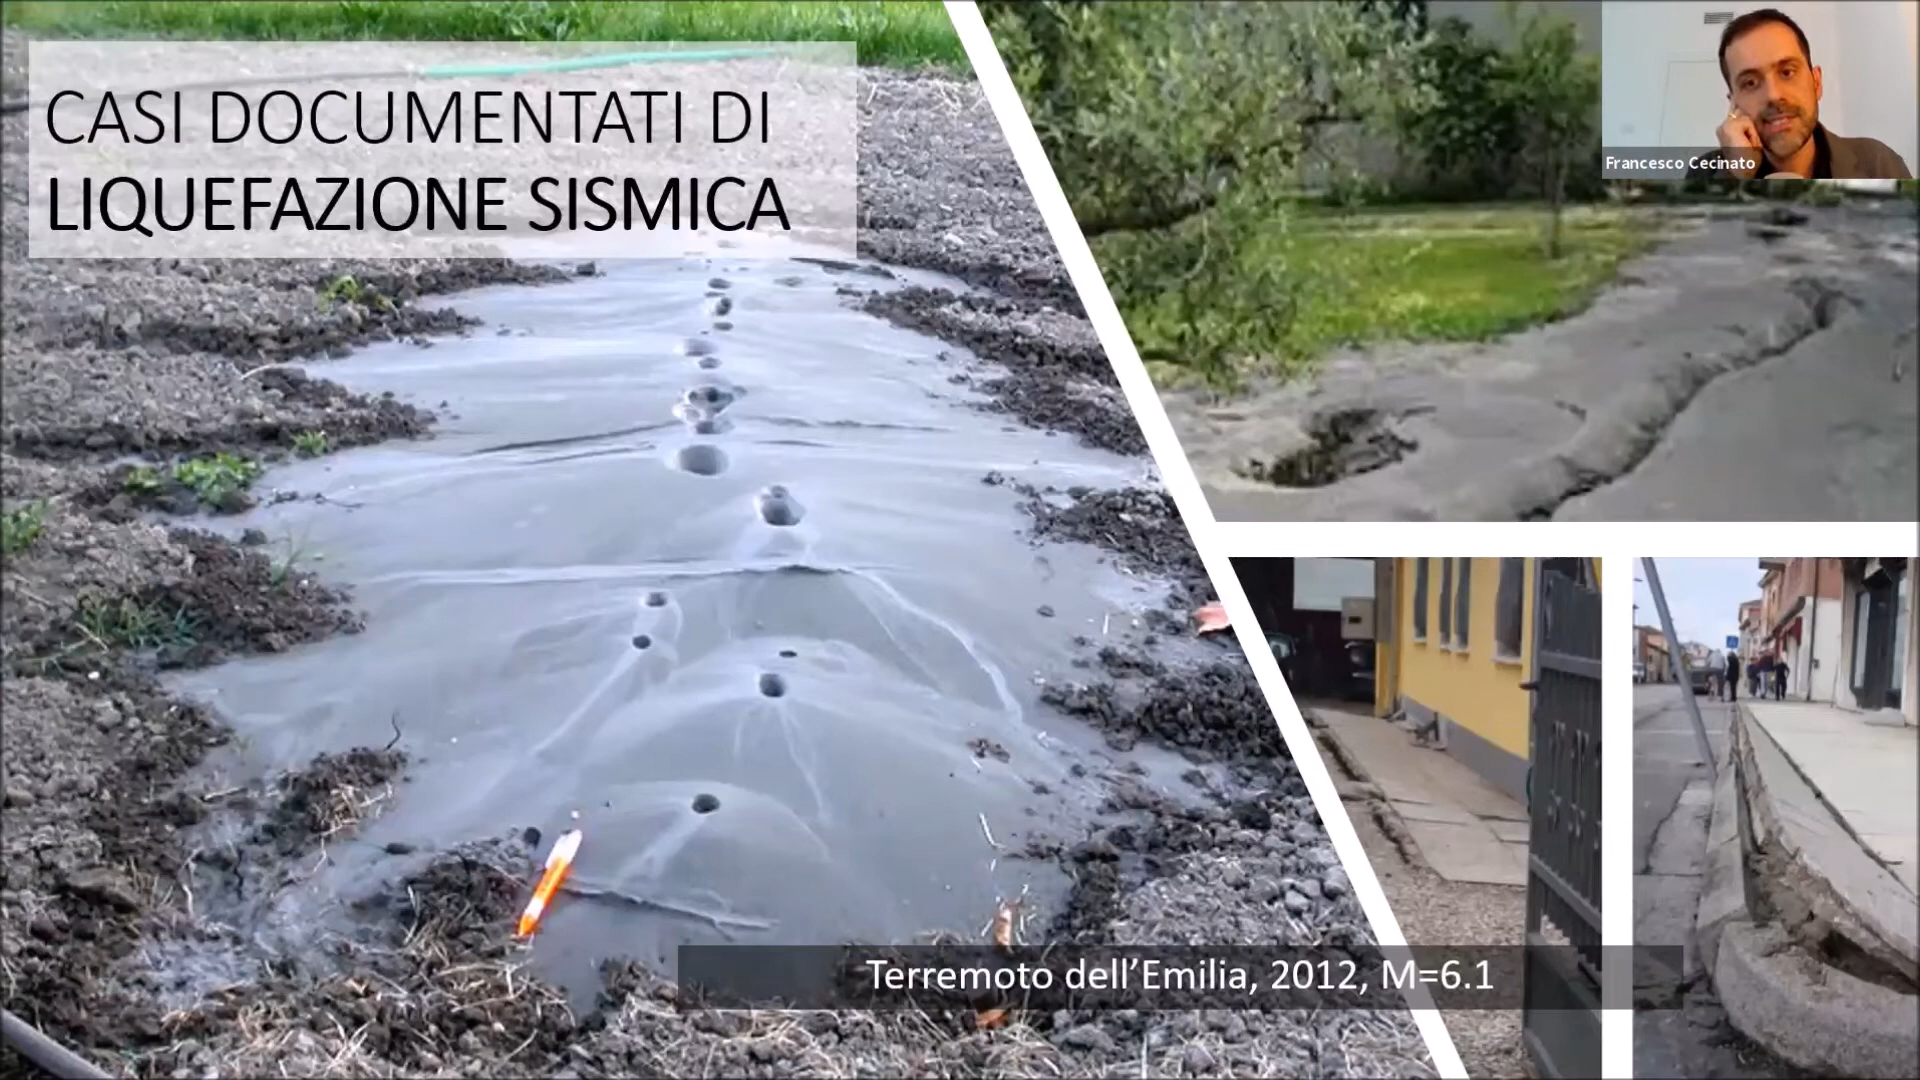 CASI DOCUMENTATI DI
LIQUEFAZIONE SISMICA
Francesco Cecinato
Terremoto dell'Emilia, 2012, M=6.1